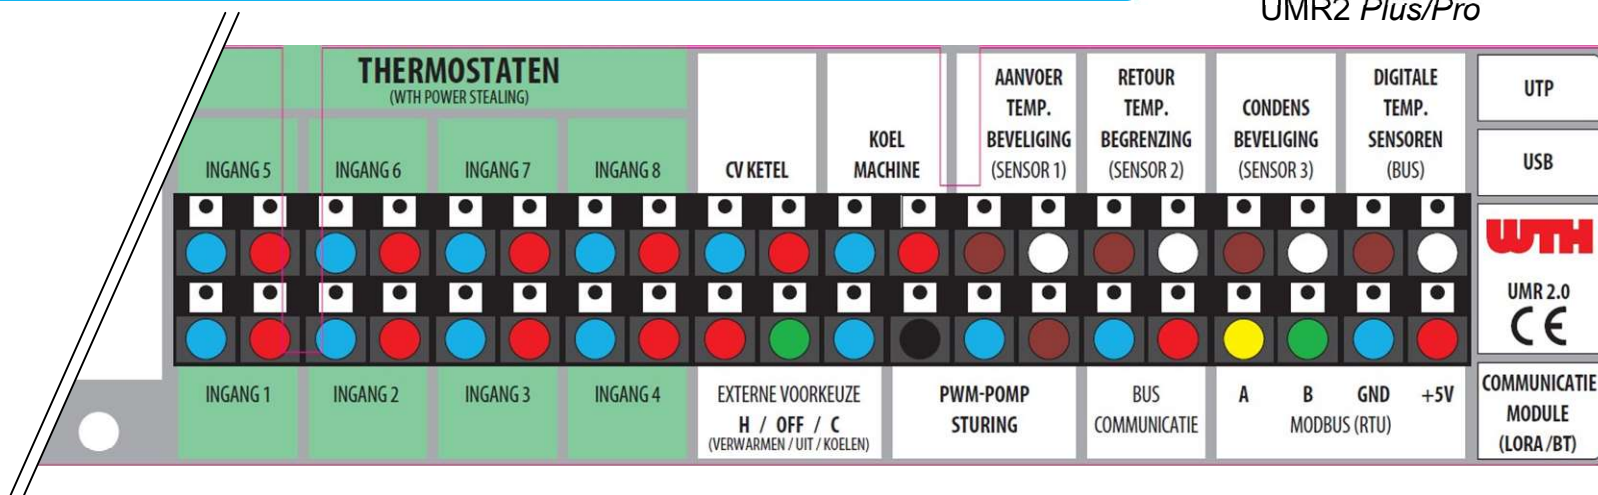 UMR2 Plus/Pro
THERMOSTATEN
(WTH POWER STEALING)
INGANG 5
INGANG 6
INGANG 7
INGANG 8
CV KETEL
KOEL
MACHINE
AANVOER
TEMP.
BEVELIGING
(SENSOR 1)
RETOUR
TEMP.
BEGRENZING
(SENSOR 2)
CONDENS
BEVELIGING
(SENSOR 3)
DIGITALE
TEMP.
SENSOREN
(BUS)
UTP
USB
WTH
UMR 2.0
CE
INGANG 1
INGANG 2
INGANG 3
INGANG 4
EXTERNE VOORKEUZE
H / OFF / C
(VERWARMEN / UIT / KOELEN)
PWM-POMP
STURING
BUS
COMMUNICATIE
A B GND +5V
MODBUS (RTU)
COMMUNICATIE
MODULE
(LORA /BT)